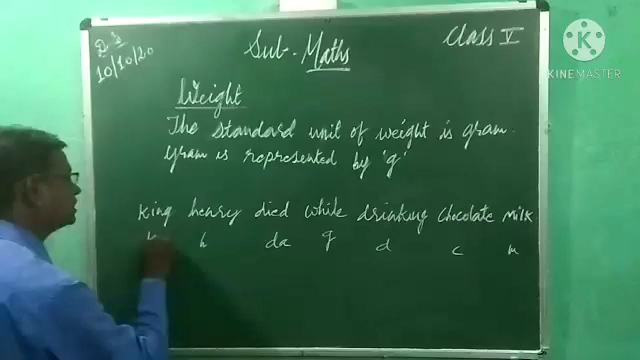 D 2
10/10/20
Sub - Maths
Class V
Weight
The standard unit of weight is gram.
Gram is represented by 'g'
King henry died while drinking chocolate milk
k h da g d c m
KINEMASTER